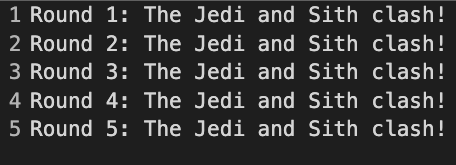 1 Round 1: The Jedi and Sith clash!
2 Round 2: The Jedi and Sith clash!
3 Round 3: The Jedi and Sith clash!
4 Round 4: The Jedi and Sith clash!
5 Round 5: The Jedi and Sith clash!